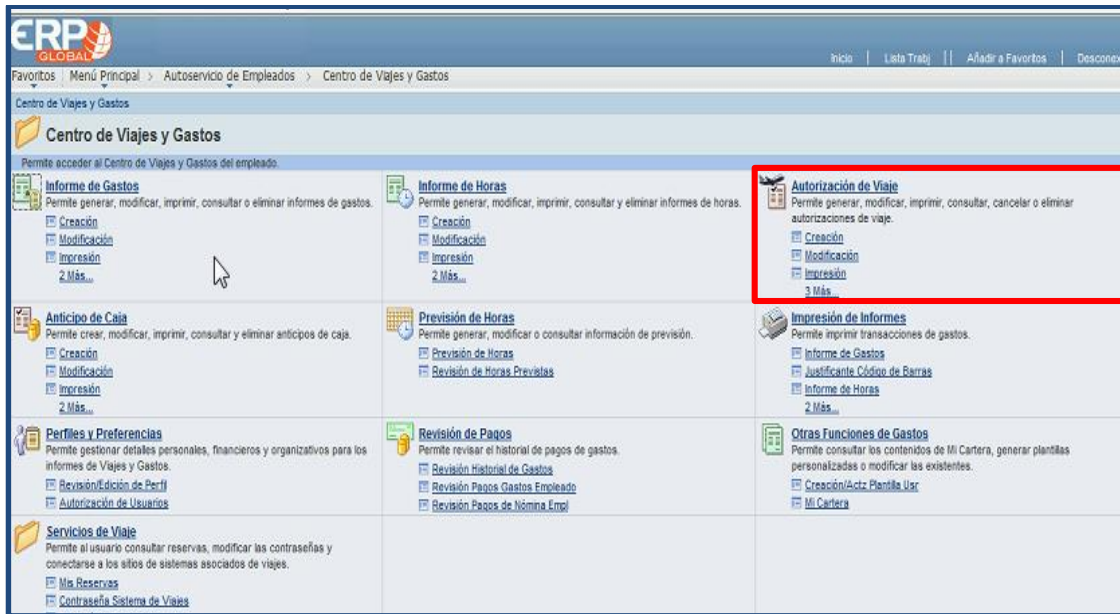 ERP
GLOBAL
Inicio | Lista Trabj || Añadir a Favoritos | Desconex
Favoritos | Menú Principal > Autoservicio de Empleados > Centro de Viajes y Gastos
Centro de Viajes y Gastos
Centro de Viajes y Gastos
Permite acceder al Centro de Viajes y Gastos del empleado.
Informe de Gastos
Permite generar, modificar, imprimir, consultar o eliminar informes de gastos.
Creación
Modificación
Impresión
2 Más...
Informe de Horas
Permite generar, modificar, imprimir, consultar y eliminar informes de horas.
Creación
Modificación
Impresión
2 Más...
Autorización de Viaje
Permite generar, modificar, imprimir, consultar, cancelar o eliminar
autorizaciones de viaje.
Creación
Modificación
Impresión
3 Más...
Anticipo de Caja
Permite crear, modificar, imprimir, consultar y eliminar anticipos de caja.
Creación
Modificación
Impresión
2 Más...
Previsión de Horas
Permite generar, modificar o consultar información de previsión.
Previsión de Horas
Revisión de Horas Previstas
Impresión de Informes
Permite imprimir transacciones de gastos.
Informe de Gastos
Justificante Código de Barras
Informe de Horas
2 Más...
Perfiles y Preferencias
Permite gestionar detalles personales, financieros y organizativos para los
informes de Viajes y Gastos.
Revisión/Edición de Perfil
Autorización de Usuarios
Revisión de Pagos
Permite revisar el historial de pagos de gastos.
Revisión Historial de Gastos
Revisión Pagos Gastos Empleado
Revisión Pagos de Nómina Empl
Otras Funciones de Gastos
Permite consultar los contenidos de Mi Cartera, generar plantillas
personalizadas o modificar las existentes.
Creación/Actz Plantilla Usr
Mi Cartera
Servicios de Viaje
Permite al usuario consultar reservas, modificar las contraseñas y
conectarse a los sitios de sistemas asociados de viajes.
Mis Reservas
Contraseña Sistema de Viajes